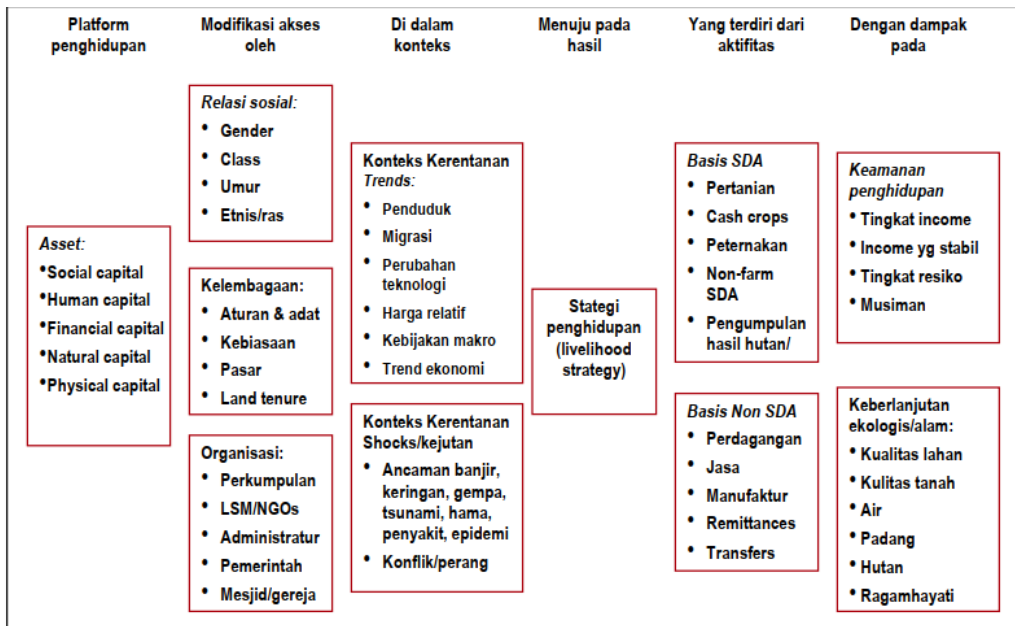 Platform
penghidupan
Modifikasi akses
oleh
Di dalam
konteks
Menuju pada
hasil
Yang terdiri dari
aktifitas
Dengan dampak
pada
Asset:
•Social capital
•Human capital
•Financial capital
•Natural capital
•Physical capital
Relasi sosial:
• Gender
• Class
• Umur
• Etnis/ras
Kelembagaan:
• Aturan & adat
• Kebiasaan
• Pasar
• Land tenure
Organisasi:
• Perkumpulan
• LSM/NGOs
• Administratur
• Pemerintah
• Mesjid/gereja
Konteks Kerentanan
Trends:
• Penduduk
• Migrasi
• Perubahan
teknologi
• Harga relatif
• Kebijakan makro
• Trend ekonomi
Konteks Kerentanan
Shocks/kejutan
• Ancaman banjir,
keringan, gempa,
tsunami, hama,
penyakit, epidemi
• Konflik/perang
Stategi
penghidupan
(livelihood
strategy)
Basis SDA
• Pertanian
• Cash crops
• Peternakan
• Non-farm
SDA
• Pengumpulan
hasil hutan/
Basis Non SDA
• Perdagangan
• Jasa
• Manufaktur
• Remittances
• Transfers
Keamanan
penghidupan
• Tingkat income
• Income yg stabil
• Tingkat resiko
• Musiman
Keberlanjutan
ekologis/alam:
• Kualitas lahan
• Kulitas tanah
• Air
• Padang
• Hutan
• Ragamhayati